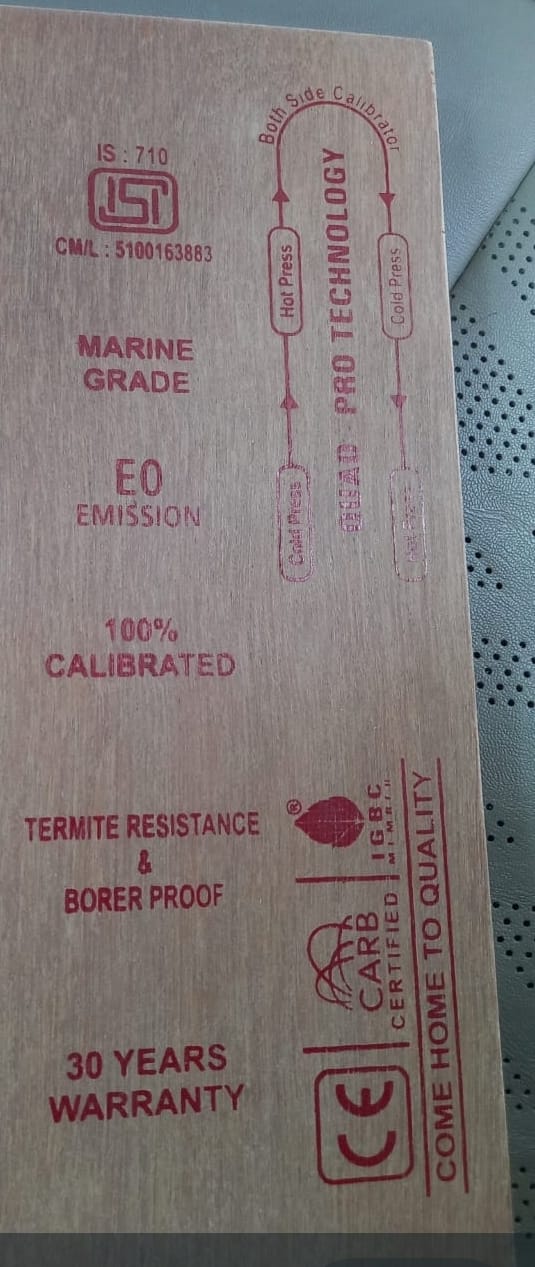 IS : 710
ISI
CM/L : 5100163883
MARINE
GRADE
E0
EMISSION
100%
CALIBRATED
TERMITE RESISTANCE
&
BORER PROOF
30 YEARS
WARRANTY
Both Side Calibrator
Cold Press
Hot Press
QUAD PRO TECHNOLOGY
Cold Press
Hot Press
CE
CARB
CERTIFIED
®
IGBC
MEMBER
COME HOME TO QUALITY